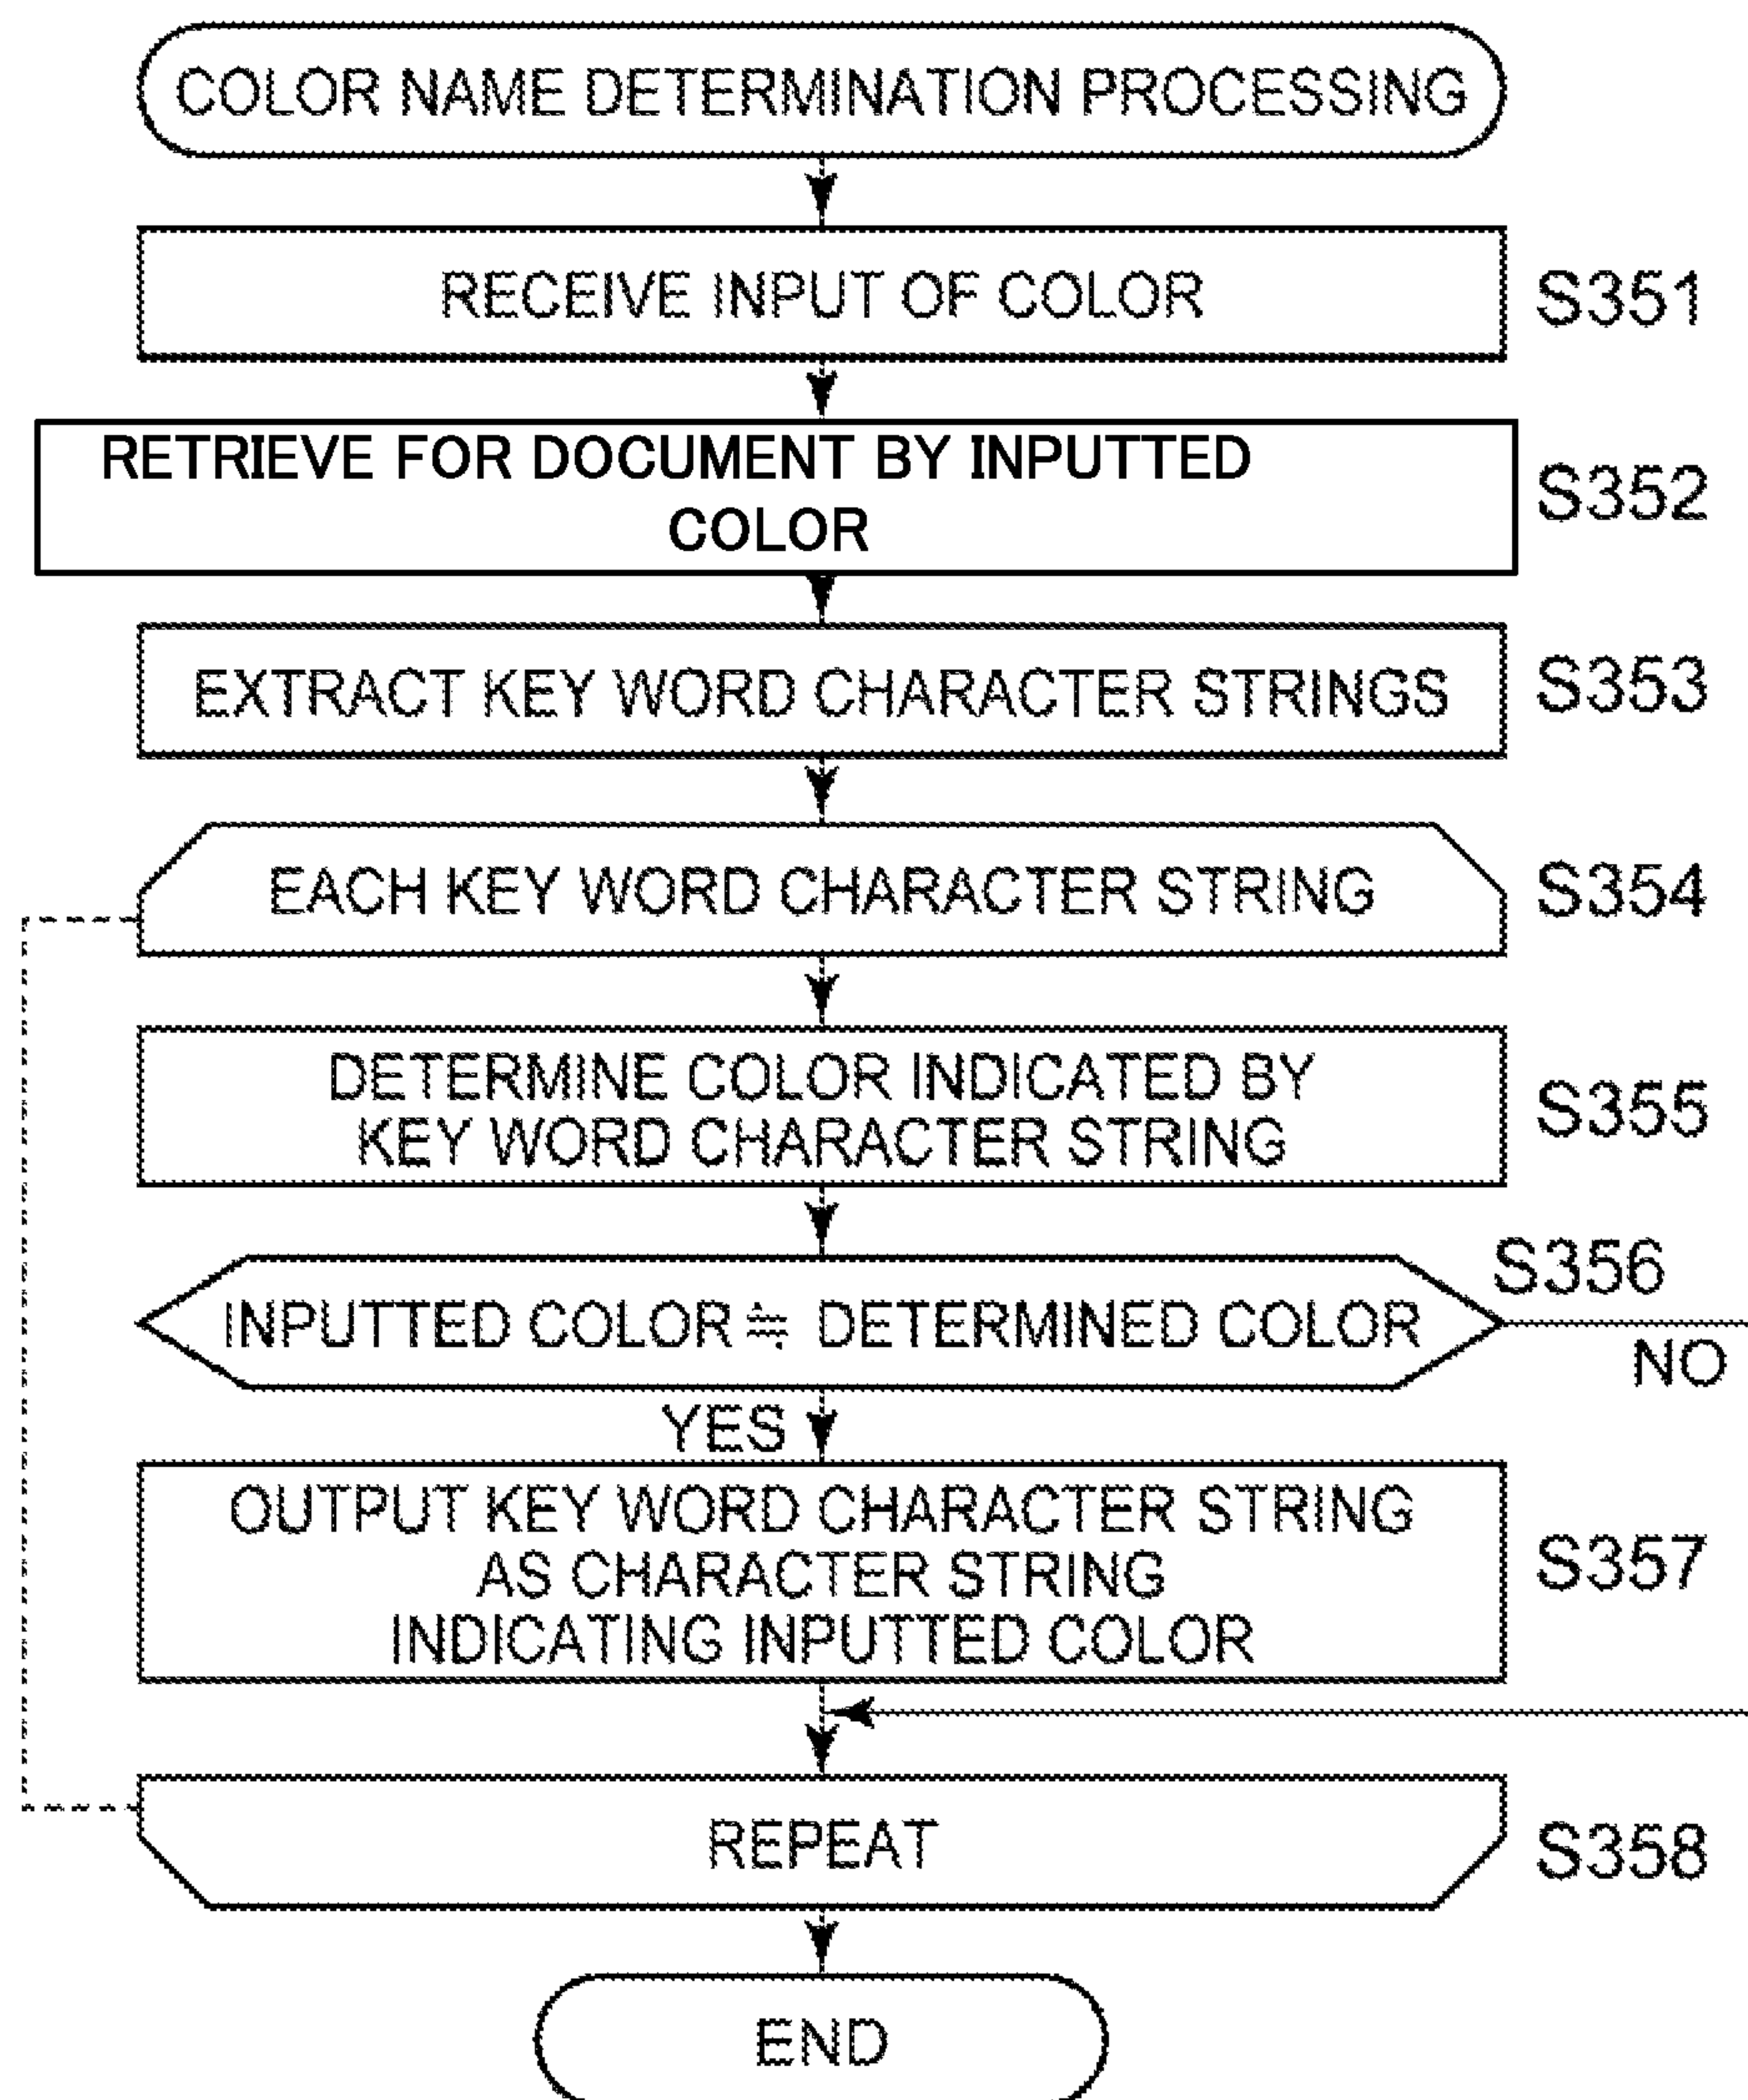 COLOR NAME DETERMINATION PROCESSING
RECEIVE INPUT OF COLOR
S351
RETRIEVE FOR DOCUMENT BY INPUTTED
COLOR
S352
EXTRACT KEY WORD CHARACTER STRINGS
S353
EACH KEY WORD CHARACTER STRING
S354
DETERMINE COLOR INDICATED BY
KEY WORD CHARACTER STRING
S355
INPUTTED COLOR ≒ DETERMINED COLOR
S356
NO
YES
OUTPUT KEY WORD CHARACTER STRING
AS CHARACTER STRING
INDICATING INPUTTED COLOR
S357
REPEAT
S358
END